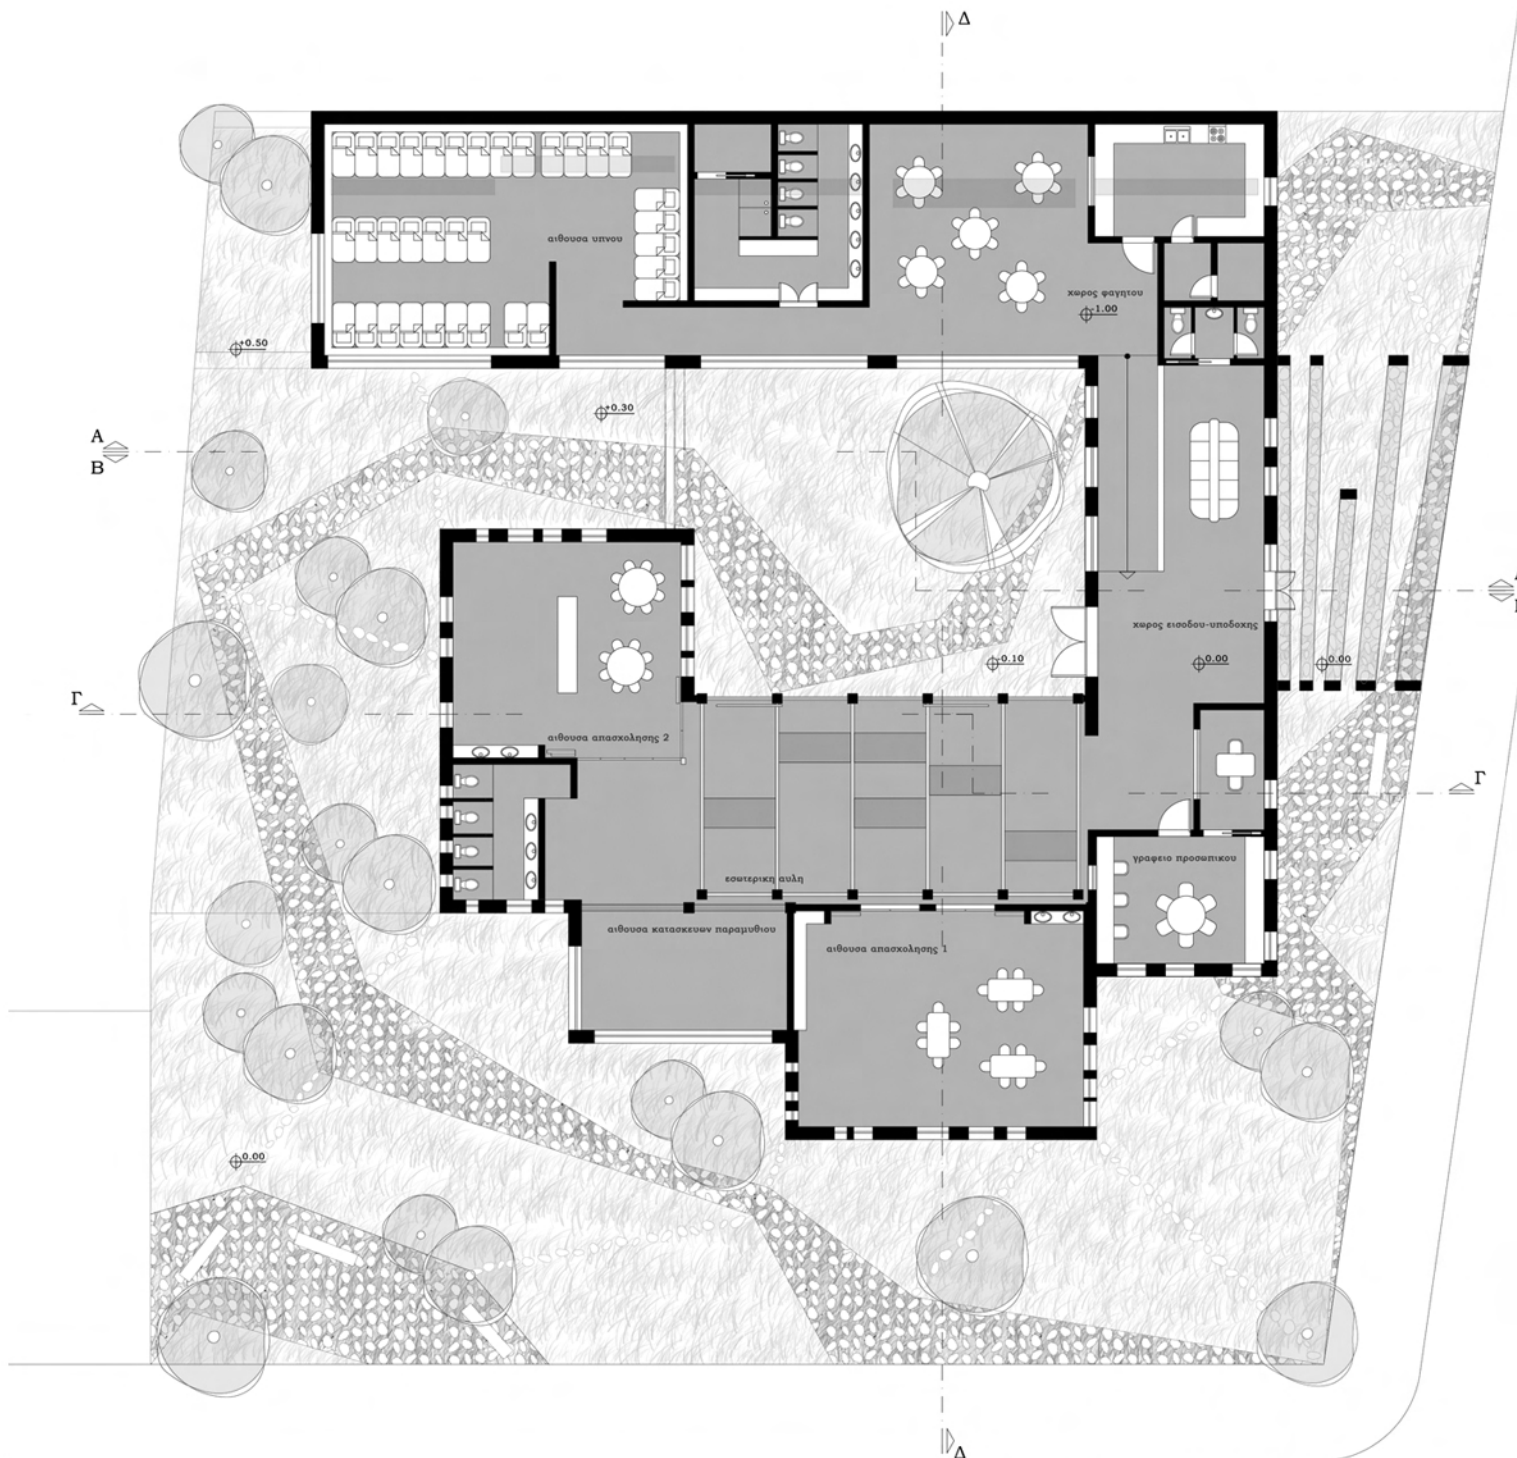 Δ
αιθουσα υπνου
χωρος φαγητου
-1.00
+0.50
+0.30
Α
Β
χωρος εισοδου-υποδοχης
-0.10
0.00
0.00
Γ
αιθουσα απασχολησης 2
Γ
γραφειο προσωπικου
εσωτερικη αυλη
αιθουσα κατασκευων παραμυθιου
αιθουσα απασχολησης 1
0.00
Δ